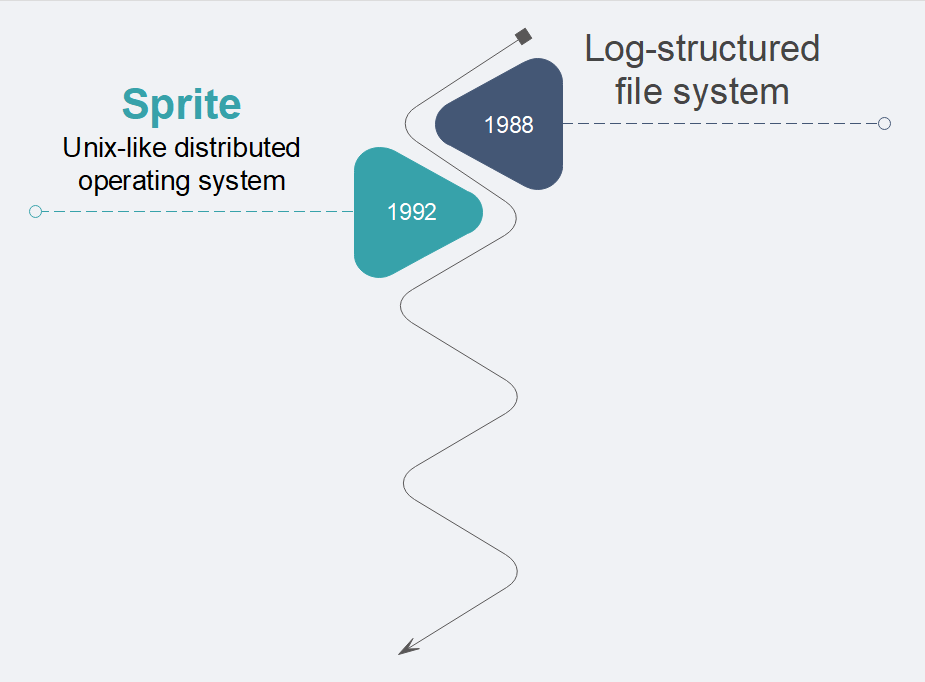 Log-structured
file system
1988
Sprite
Unix-like distributed
operating system
1992